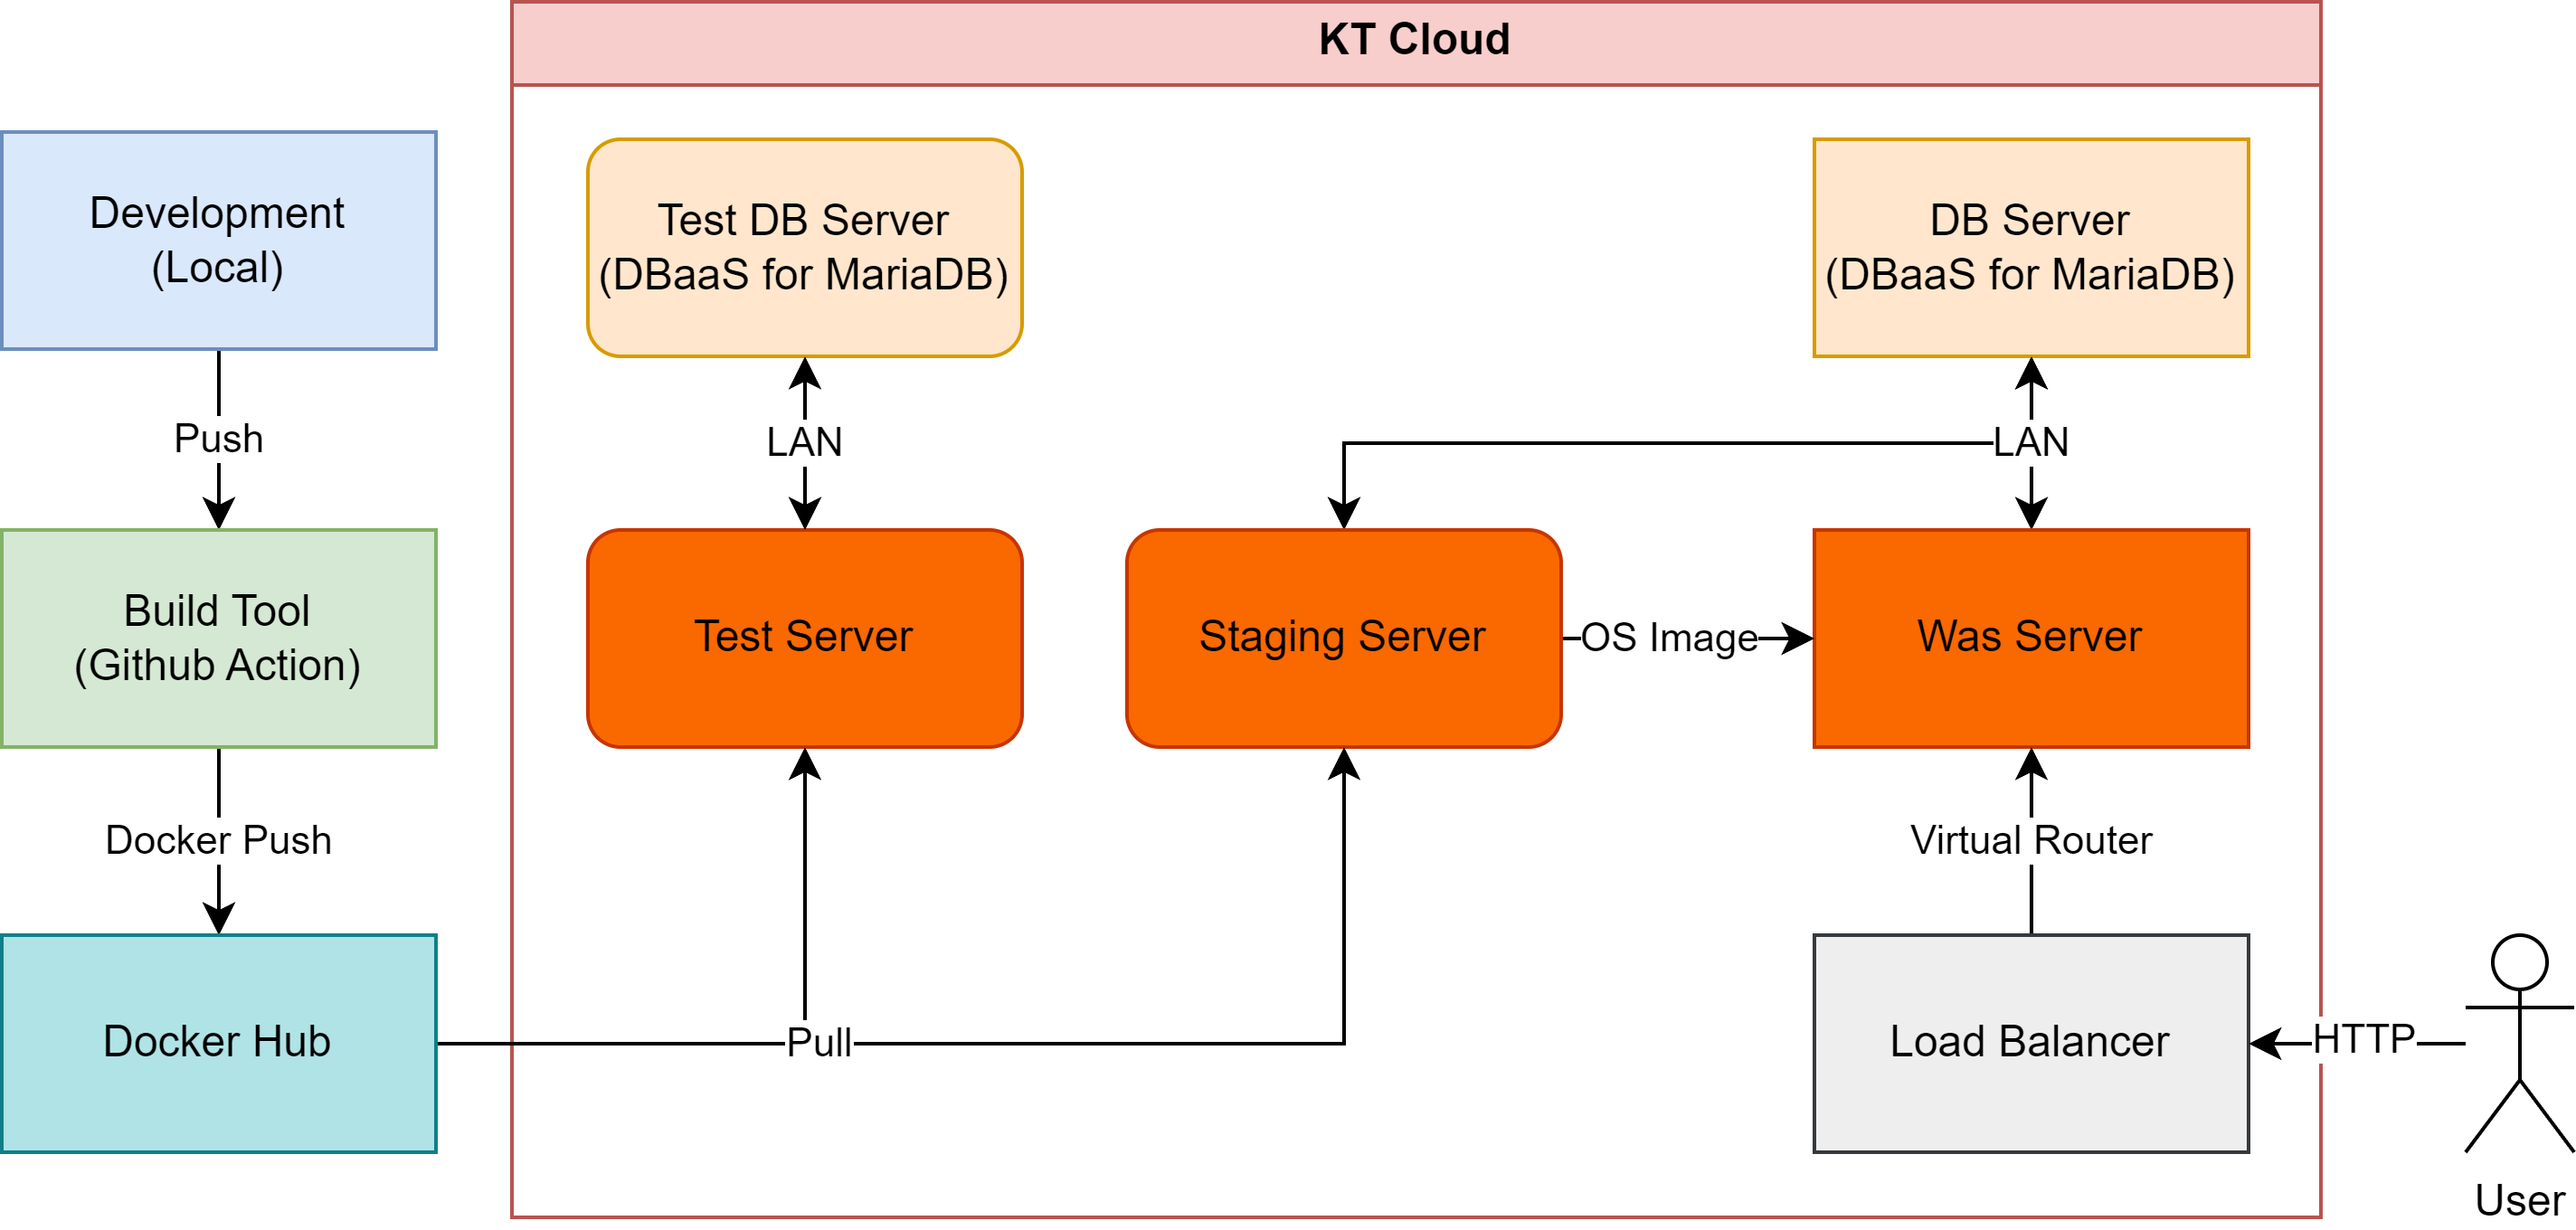 KT Cloud
Development
(Local)
Test DB Server
(DBaaS for MariaDB)
DB Server
(DBaaS for MariaDB)
Push
LAN
LAN
Build Tool
(Github Action)
Test Server
Staging Server
OS Image
Was Server
Docker Push
Virtual Router
Docker Hub
Pull
Load Balancer
HTTP
User